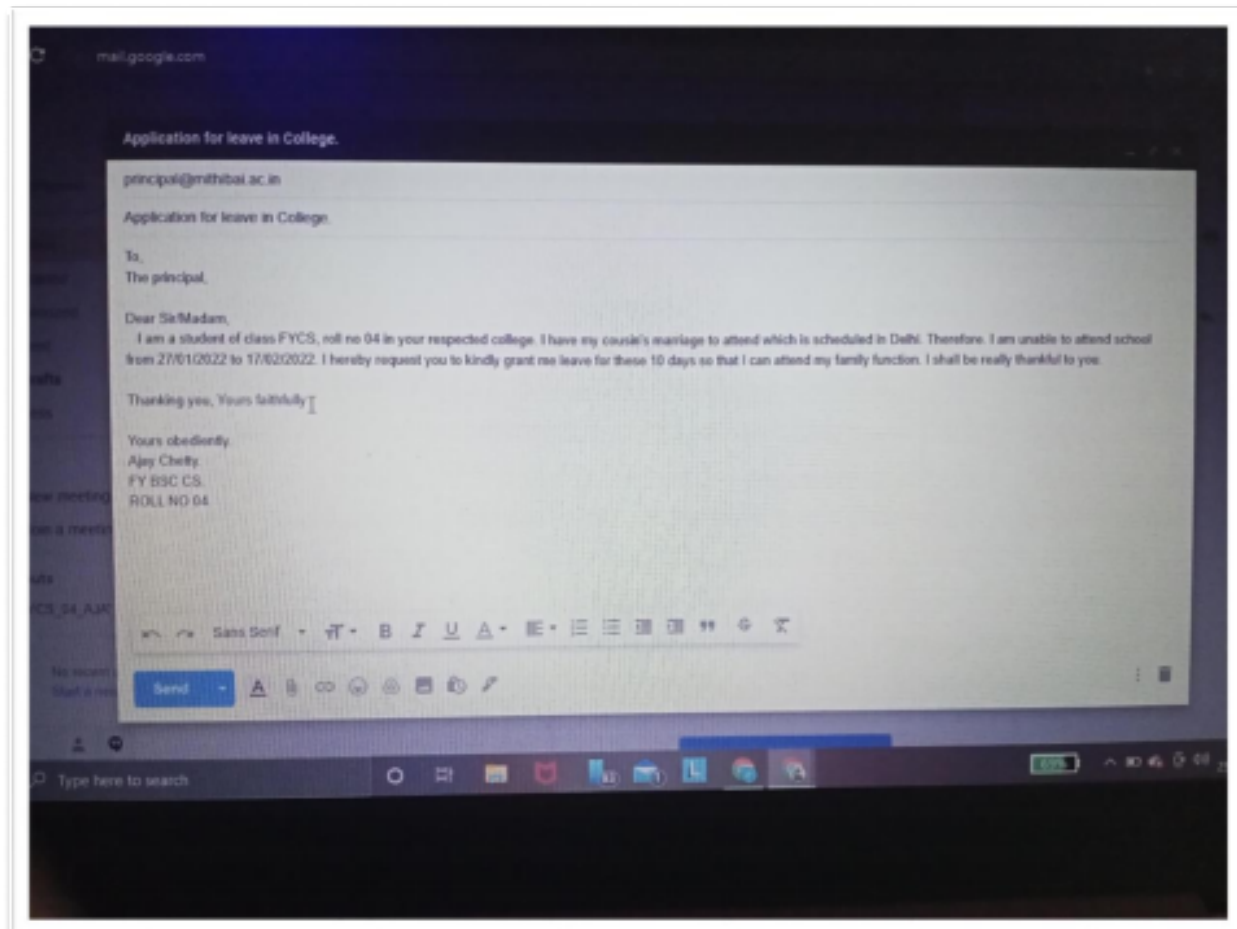 mail.google.com
Application for leave in College.
principal@mithibai.ac.in
Application for leave in College.
To,
The principal,
Dear Sir/Madam,
I am a student of class FYCS, roll no 04 in your respected college. I have my cousin's marriage to attend which is scheduled in Delhi. Therefore. I am unable to attend school
from 27/01/2022 to 17/02/2022. I hereby request you to kindly grant me leave for these 10 days so that I can attend my family function. I shall be really thankful to you.
Thanking you, Yours faithfully
Yours obediently.
Ajay Chetty.
FY BSC CS.
ROLL NO 04.
Sans Serif
Send
Type here to search